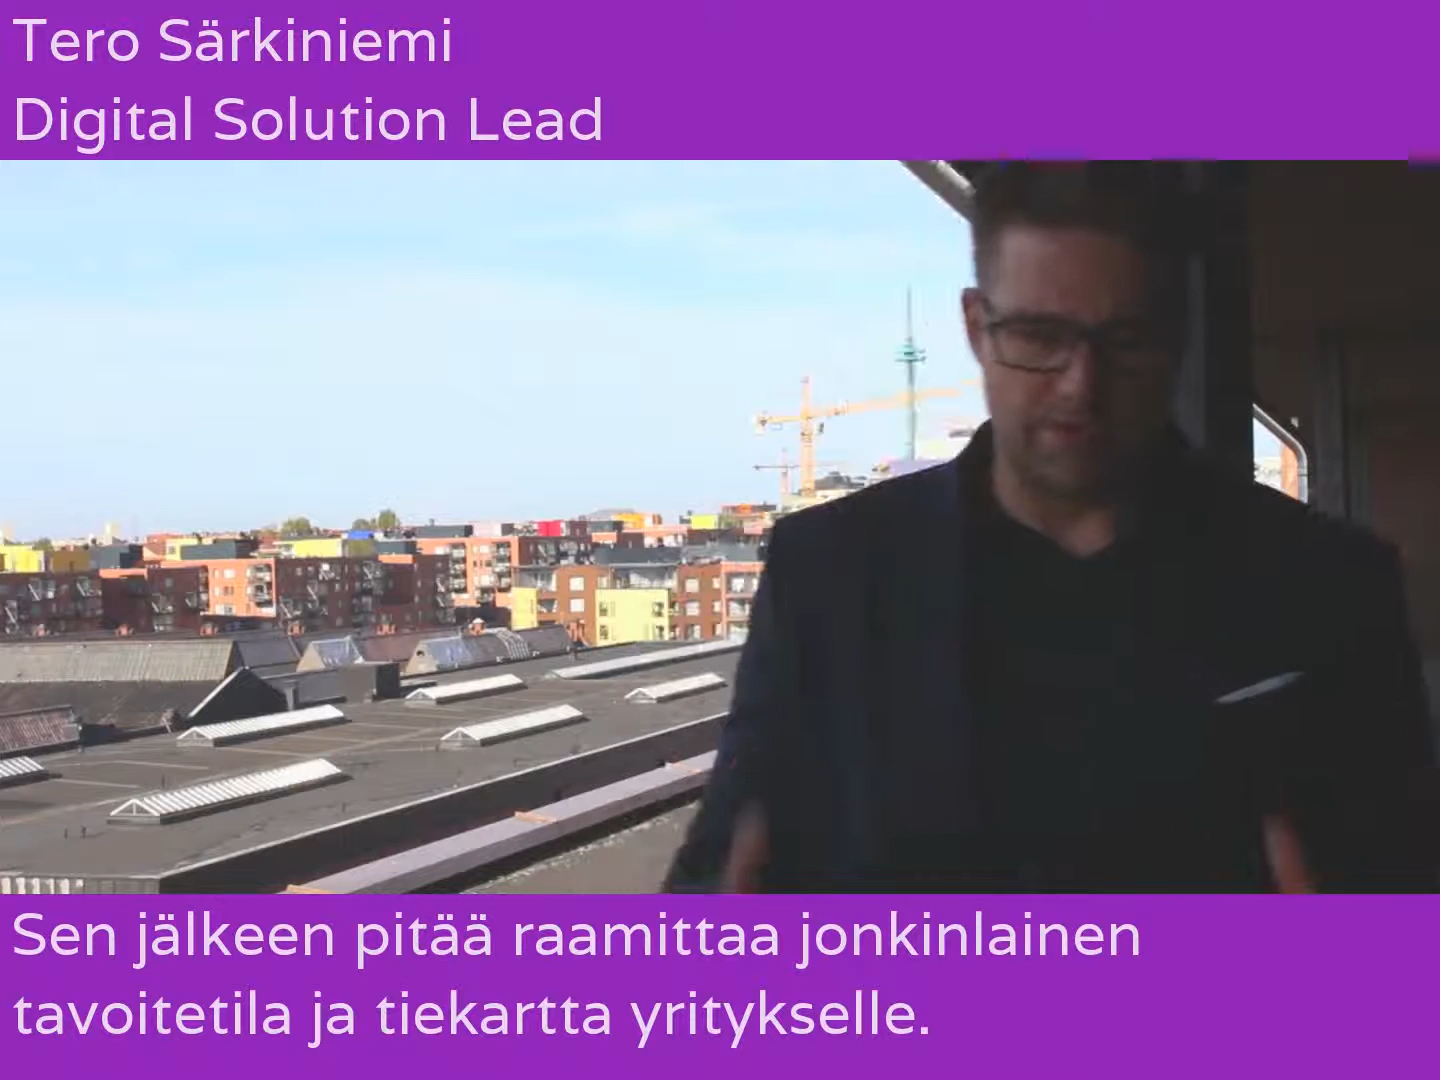 Tero Särkiniemi
Digital Solution Lead
Sen jälkeen pitää raamittaa jonkinlainen
tavoitetila ja tiekartta yritykselle.